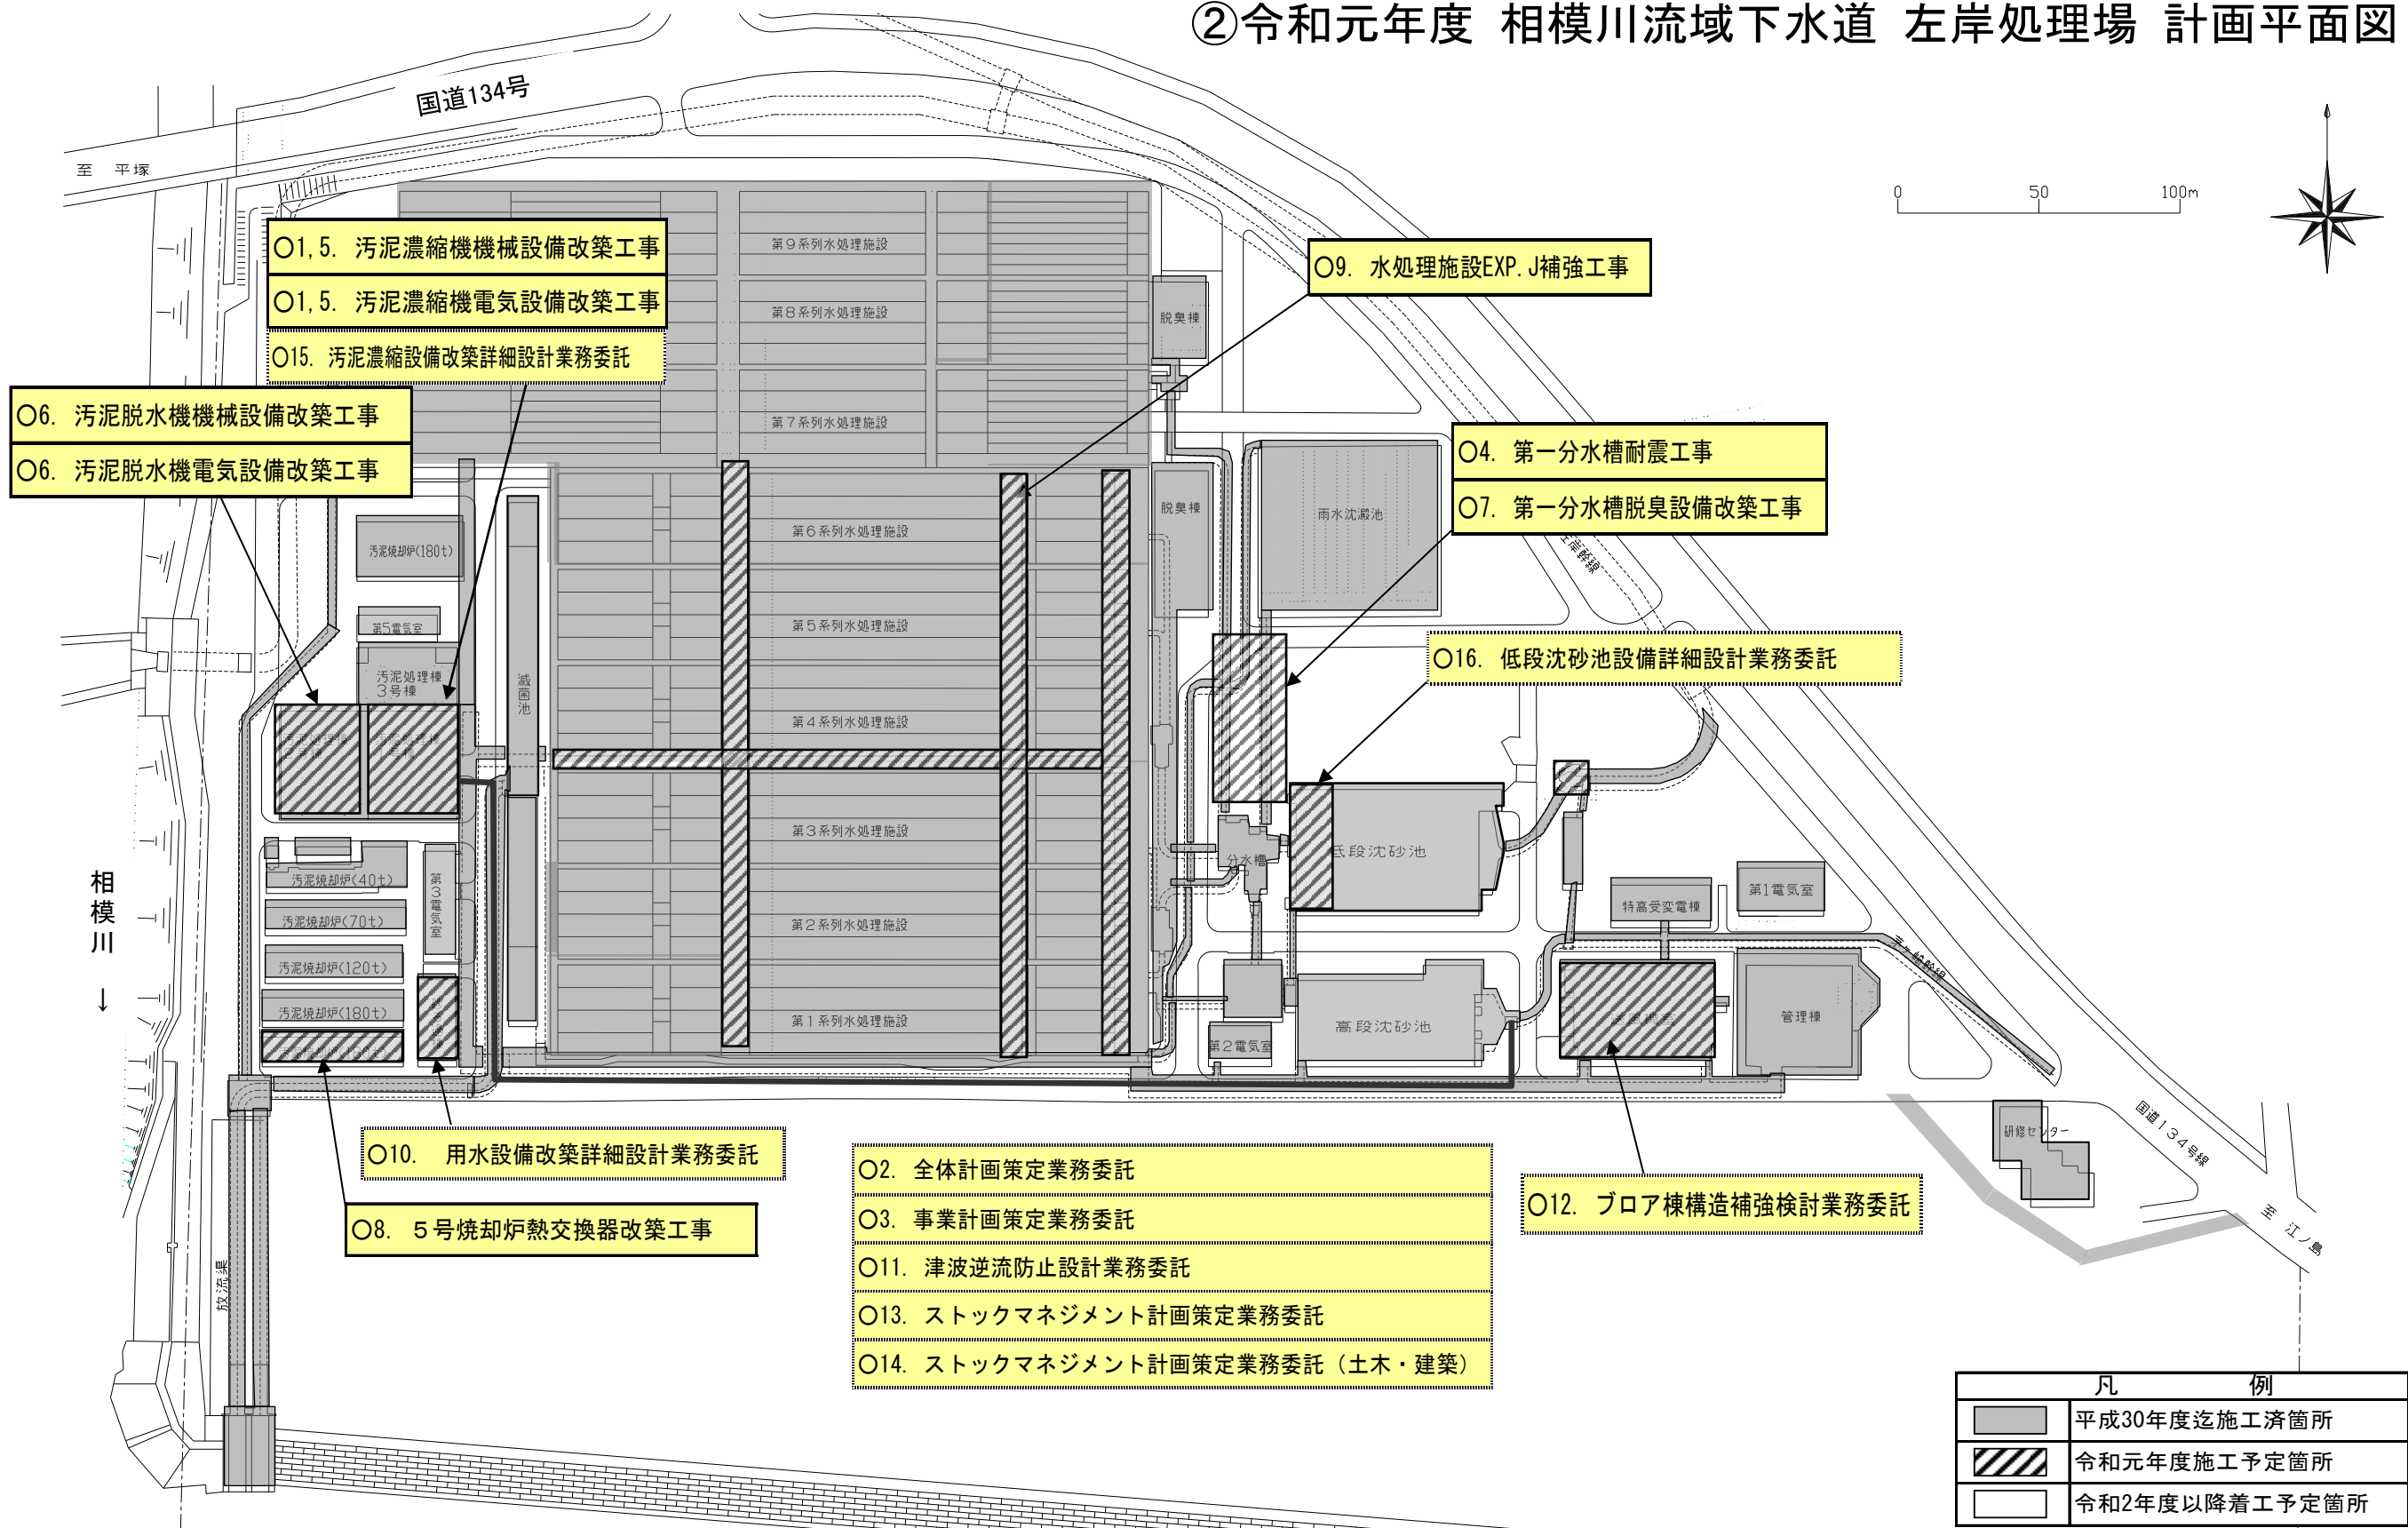 ②令和元年度 相模川流域下水道 左岸処理場 計画平面図
国道134号
至 平塚
0 50 100m
○1,5. 汚泥濃縮機機械設備改築工事
○1,5. 汚泥濃縮機電気設備改築工事
○15. 汚泥濃縮設備改築詳細設計業務委託
○9. 水処理施設EXP.J補強工事
第9系列水処理施設
第8系列水処理施設
第7系列水処理施設
脱臭棟
○6. 汚泥脱水機機械設備改築工事
○6. 汚泥脱水機電気設備改築工事
○4. 第一分水槽耐震工事
○7. 第一分水槽脱臭設備改築工事
脱臭棟
雨水沈澱池
左岸幹線
第6系列水処理施設
汚泥焼却炉(180t)
第5電気室
第5系列水処理施設
○16. 低段沈砂池設備詳細設計業務委託
汚泥処理棟
3号棟
滅菌池
第4系列水処理施設
第3系列水処理施設
分水槽
低段沈砂池
相模川
↓
汚泥焼却炉(40t)
第3電気室
汚泥焼却炉(70t)
第2系列水処理施設
特高受変電棟
第1電気室
汚泥焼却炉(120t)
汚泥焼却炉(180t)
第1系列水処理施設
第2電気室
高段沈砂池
管理棟
国道134号線
研修センター
至 江ノ島
放流渠
○10. 用水設備改築詳細設計業務委託
○8. 5号焼却炉熱交換器改築工事
○2. 全体計画策定業務委託
○3. 事業計画策定業務委託
○11. 津波逆流防止設計業務委託
○13. ストックマネジメント計画策定業務委託
○14. ストックマネジメント計画策定業務委託（土木・建築）
○12. ブロア棟構造補強検討業務委託
凡 例
平成30年度迄施工済箇所
令和元年度施工予定箇所
令和2年度以降着工予定箇所